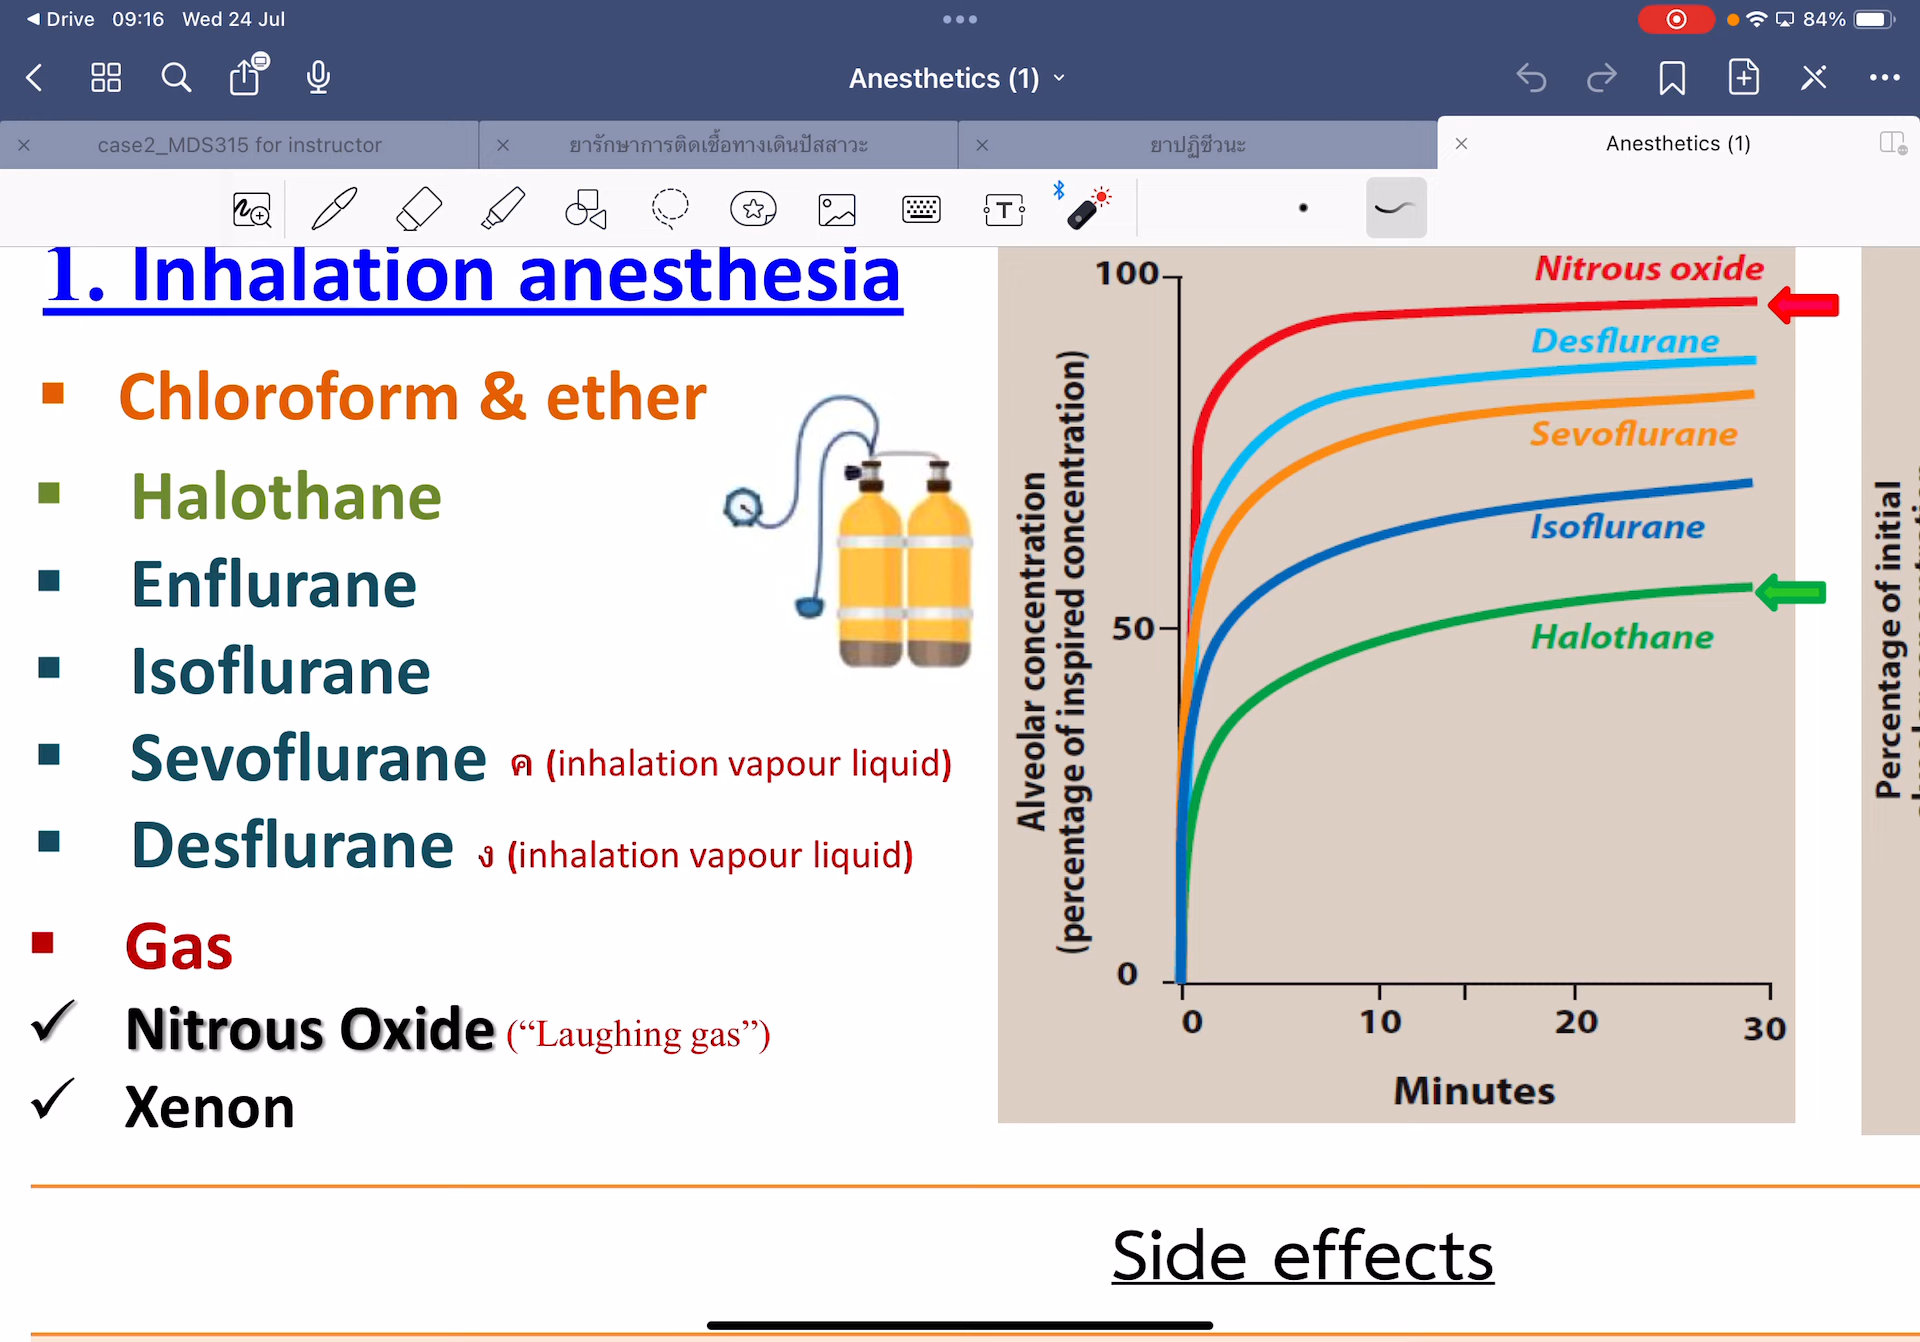 Drive 09:16 Wed 24 Jul
84%
Anesthetics (1)
case2_MDS315 for instructor
ยารักษาการติดเชื้อทางเดินปัสสาวะ
ยาปฏิชีวนะ
Anesthetics (1)
1. Inhalation anesthesia
Chloroform & ether
Halothane
Enflurane
Isoflurane
Sevoflurane ค (inhalation vapour liquid)
Desflurane ง (inhalation vapour liquid)
Gas
Nitrous Oxide (“Laughing gas”)
Xenon
Alveolar concentration
(percentage of inspired concentration)
100
50
0
Nitrous oxide
Desflurane
Sevoflurane
Isoflurane
Halothane
0 10 20 30
Minutes
Percentage of initial
Side effects